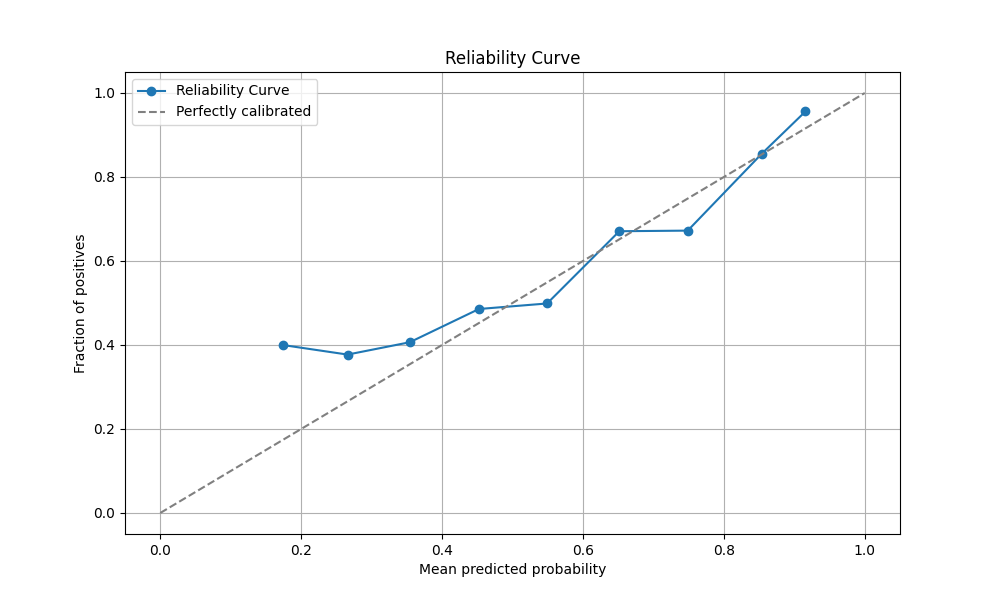 Reliability Curve
Reliability Curve
Perfectly calibrated
1.0
0.8
0.6
0.4
0.2
0.0
Fraction of positives
0.0 0.2 0.4 0.6 0.8 1.0
Mean predicted probability